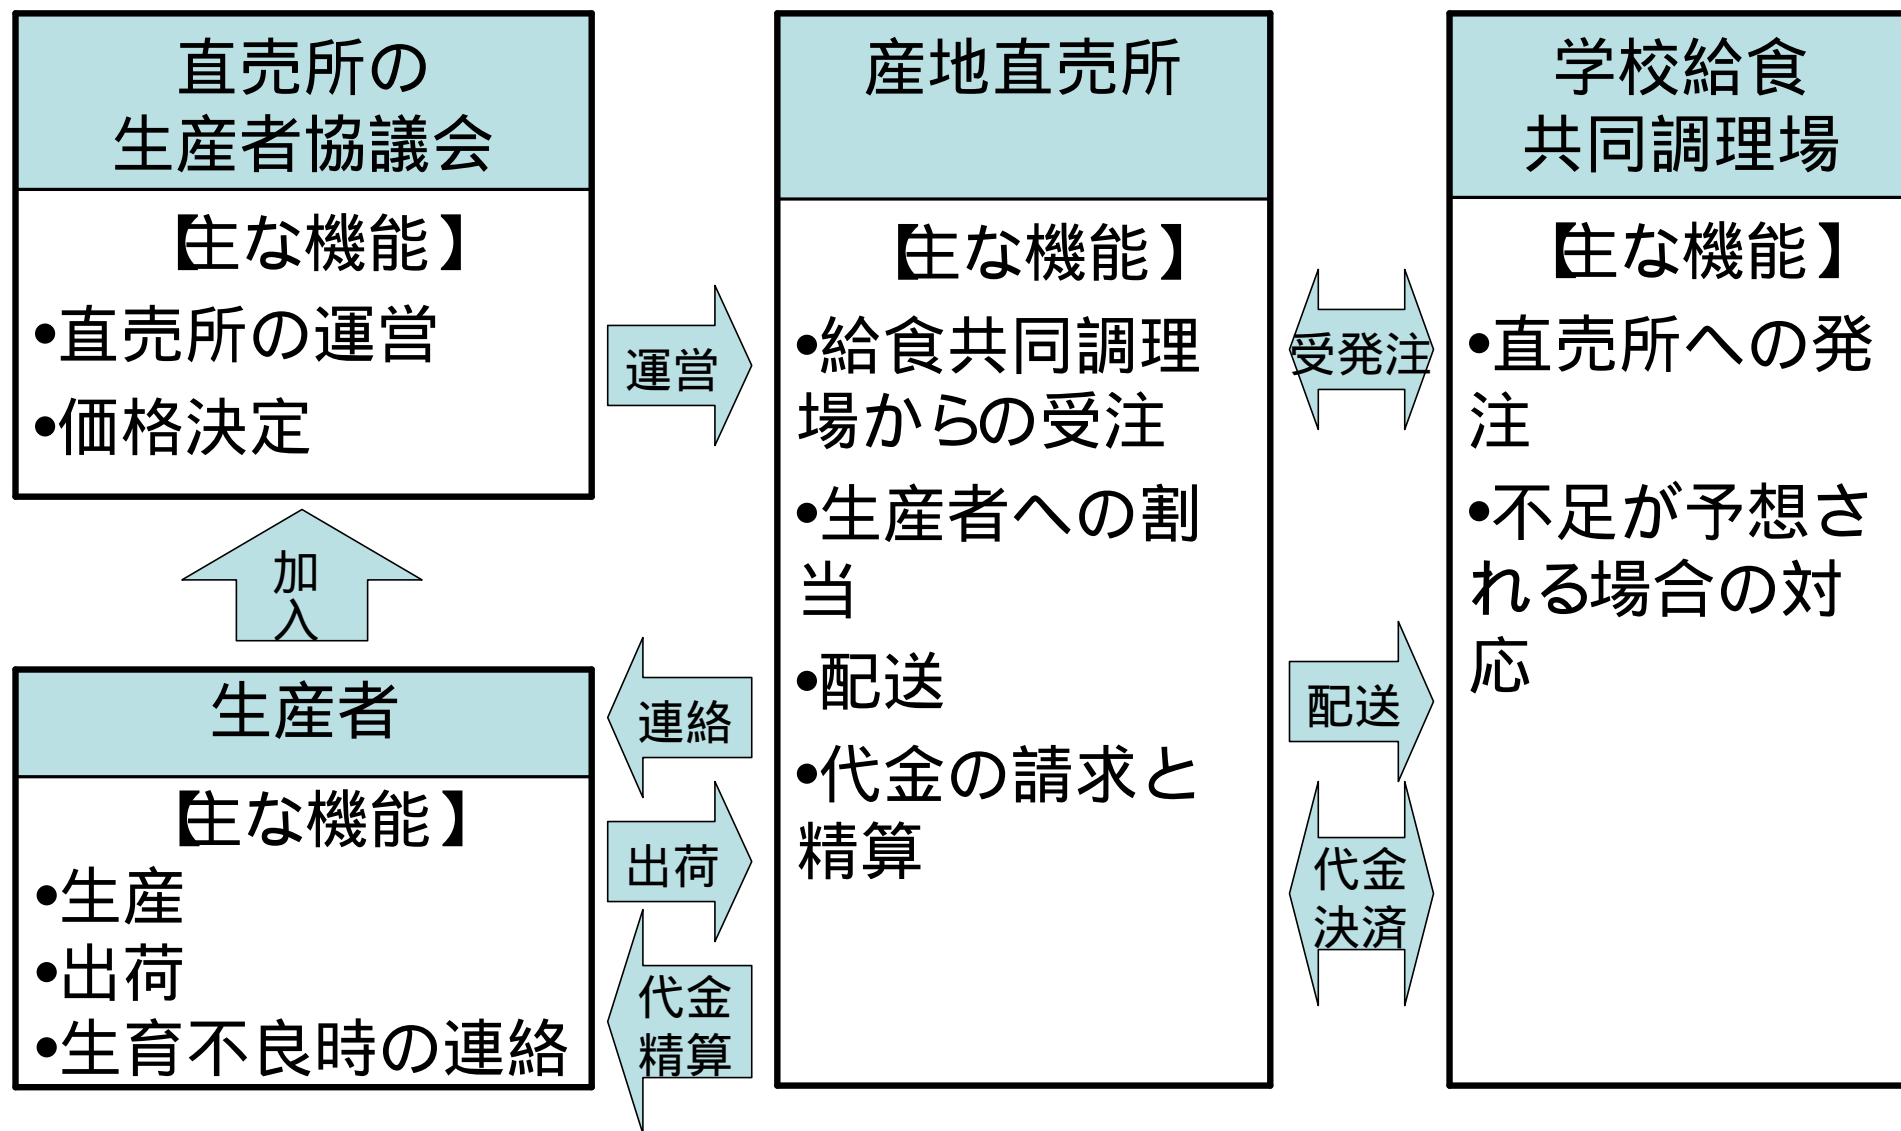 直売所の
生産者協議会
【主な機能】
•直売所の運営
•価格決定
加
入
生産者
【主な機能】
•生産
•出荷
•生育不良時の連絡
運営
連絡
出荷
代金
精算
産地直売所
【主な機能】
•給食共同調理
場からの受注
•生産者への割
当
•配送
•代金の請求と
精算
受発注
配送
代金
決済
学校給食
共同調理場
【主な機能】
•直売所への発
注
•不足が予想さ
れる場合の対
応